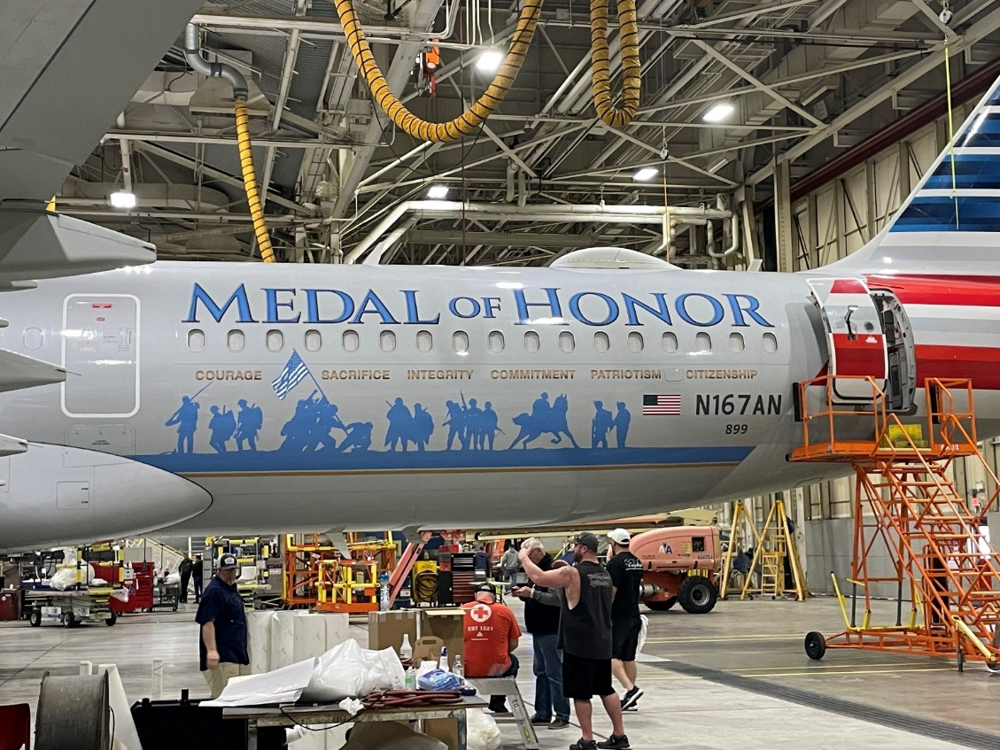 MEDAL OF HONOR
COURAGE SACRIFICE INTEGRITY COMMITMENT PATRIOTISM CITIZENSHIP
N167AN
899
EST 1881